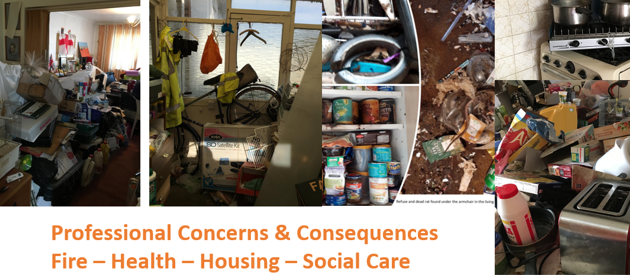 Refuse and dead rat found under the armchair in the living
Professional Concerns & Consequences
Fire – Health – Housing – Social Care